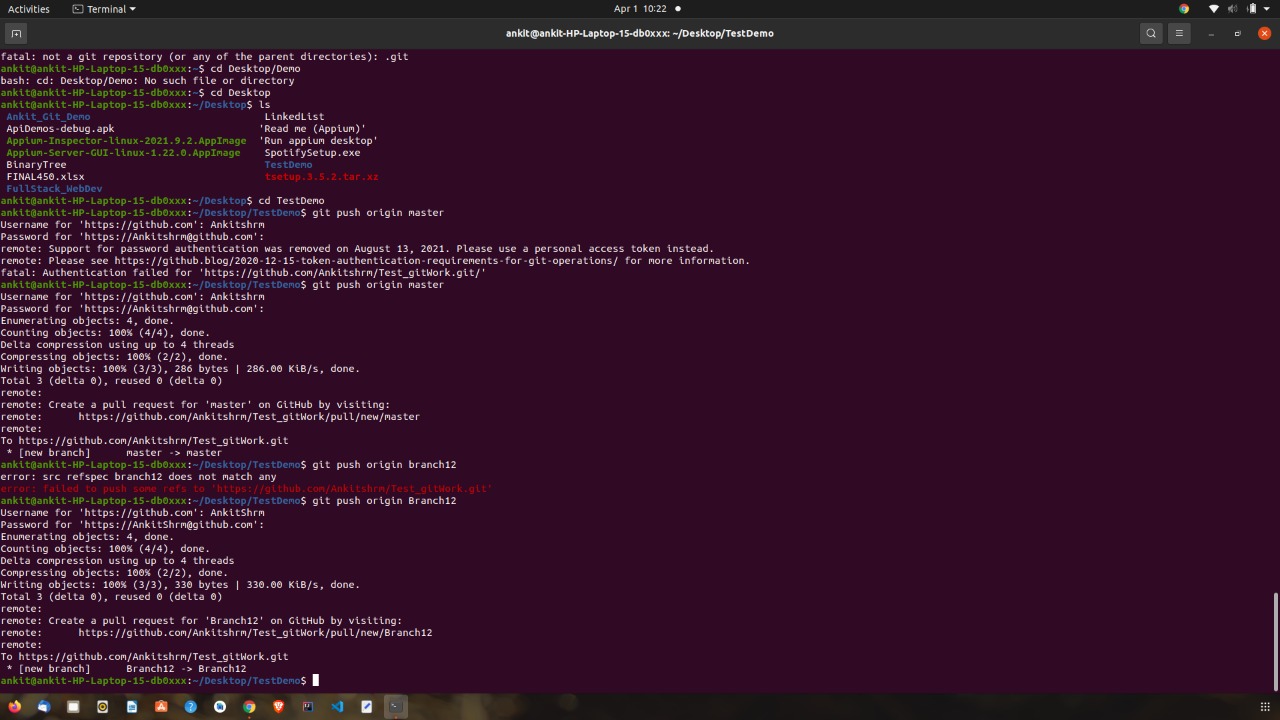 Activities Terminal Apr 1 10:22
ankit@ankit-HP-Laptop-15-db0xxx: ~/Desktop/TestDemo
fatal: not a git repository (or any of the parent directories): .git
ankit@ankit-HP-Laptop-15-db0xxx:~$ cd Desktop/Demo
bash: cd: Desktop/Demo: No such file or directory
ankit@ankit-HP-Laptop-15-db0xxx:~$ cd Desktop
ankit@ankit-HP-Laptop-15-db0xxx:~/Desktop$ ls
Ankit_Git_Demo LinkedList
ApiDemos-debug.apk 'Read me (Appium)'
Appium-Inspector-linux-2021.9.2.AppImage 'Run appium desktop'
Appium-Server-GUI-linux-1.22.0.AppImage SpotifySetup.exe
BinaryTree TestDemo
FINAL450.xlsx tsetup.3.5.2.tar.xz
FullStack_WebDev
ankit@ankit-HP-Laptop-15-db0xxx:~/Desktop$ cd TestDemo
ankit@ankit-HP-Laptop-15-db0xxx:~/Desktop/TestDemo$ git push origin master
Username for 'https://github.com': Ankitshrm
Password for 'https://Ankitshrm@github.com':
remote: Support for password authentication was removed on August 13, 2021. Please use a personal access token instead.
remote: Please see https://github.blog/2020-12-15-token-authentication-requirements-for-git-operations/ for more information.
fatal: Authentication failed for 'https://github.com/Ankitshrm/Test_gitWork.git/'
ankit@ankit-HP-Laptop-15-db0xxx:~/Desktop/TestDemo$ git push origin master
Username for 'https://github.com': Ankitshrm
Password for 'https://Ankitshrm@github.com':
Enumerating objects: 4, done.
Counting objects: 100% (4/4), done.
Delta compression using up to 4 threads
Compressing objects: 100% (2/2), done.
Writing objects: 100% (3/3), 286 bytes | 286.00 KiB/s, done.
Total 3 (delta 0), reused 0 (delta 0)
remote:
remote: Create a pull request for 'master' on GitHub by visiting:
remote:      https://github.com/Ankitshrm/Test_gitWork/pull/new/master
remote:
To https://github.com/Ankitshrm/Test_gitWork.git
 * [new branch]      master -> master
ankit@ankit-HP-Laptop-15-db0xxx:~/Desktop/TestDemo$ git push origin branch12
error: src refspec branch12 does not match any
error: failed to push some refs to 'https://github.com/Ankitshrm/Test_gitWork.git'
ankit@ankit-HP-Laptop-15-db0xxx:~/Desktop/TestDemo$ git push origin Branch12
Username for 'https://github.com': AnkitShrm
Password for 'https://AnkitShrm@github.com':
Enumerating objects: 4, done.
Counting objects: 100% (4/4), done.
Delta compression using up to 4 threads
Compressing objects: 100% (2/2), done.
Writing objects: 100% (3/3), 330 bytes | 330.00 KiB/s, done.
Total 3 (delta 0), reused 0 (delta 0)
remote:
remote: Create a pull request for 'Branch12' on GitHub by visiting:
remote:      https://github.com/Ankitshrm/Test_gitWork/pull/new/Branch12
remote:
To https://github.com/Ankitshrm/Test_gitWork.git
 * [new branch]      Branch12 -> Branch12
ankit@ankit-HP-Laptop-15-db0xxx:~/Desktop/TestDemo$